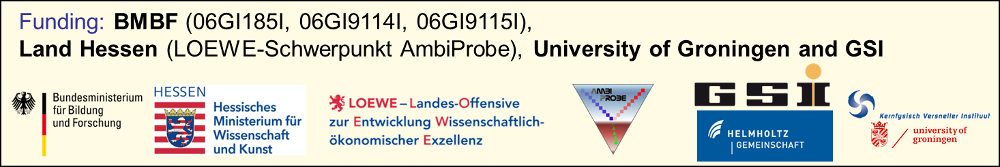 Funding: BMBF (06GI185I, 06GI9114I, 06GI9115I),
Land Hessen (LOEWE-Schwerpunkt AmbiProbe), University of Groningen and GSI
Bundesministerium
für Bildung
und Forschung
HESSEN
Hessisches
Ministerium für
Wissenschaft
und Kunst
LOEWE – Landes-Offensive
zur Entwicklung Wissenschaftlich-
ökonomischer Exzellenz
AMBI
PROBE
GSI
HELMHOLTZ
GEMEINSCHAFT
Kernfysisch Versneller Instituut
university of
groningen